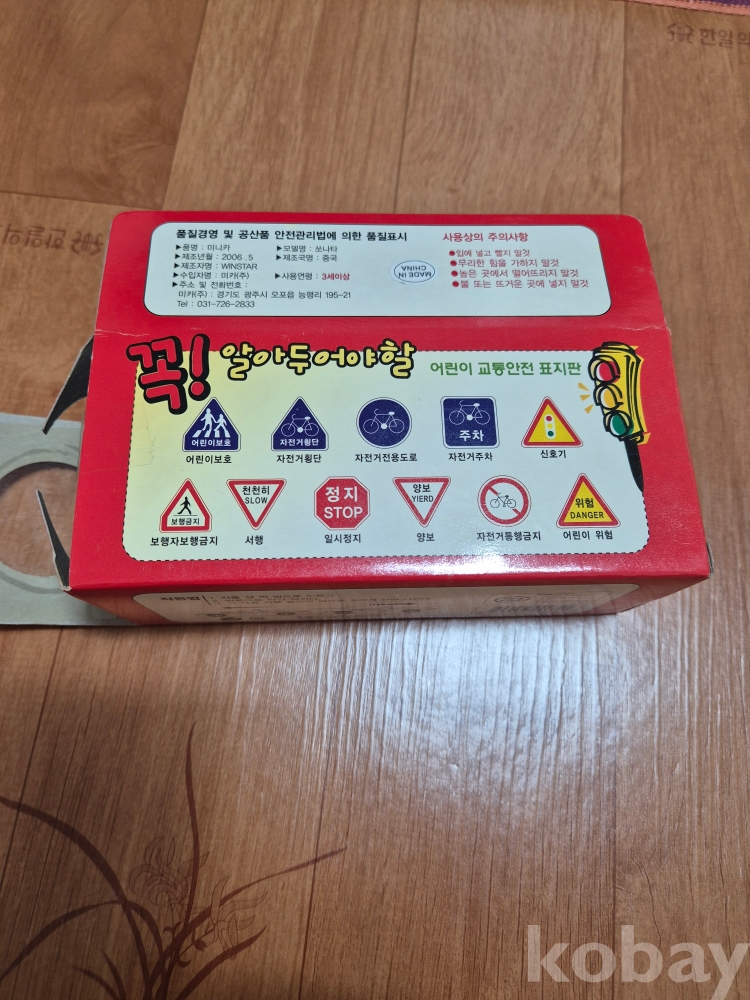 한일의
품질경영 및 공산품 안전관리법에 의한 품질표시
▶품명 : 미니카 ▶모델명 : 쏘나타
▶제조년월 : 2006 . 5 ▶제조국명 : 중국
▶제조자명 : WINSTAR
▶수입자명 : 미카(주) ▶사용연령 : 3세이상
▶주소 및 전화번호 :
미카(주) : 경기도 광주시 오포읍 능평리 195-21
Tel : 031-726-2833
MADE IN
CHINA
사용상의 주의사항
●입에 넣고 빨지 말것
●무리한 힘을 가하지 말것
●높은 곳에서 떨어뜨리지 말것
●불 또는 뜨거운 곳에 넣지 말것
꼭! 알아두어야할 어린이 교통안전 표지판
어린이보호 자전거횡단 주차
어린이보호 자전거횡단 자전거전용도로 자전거주차 신호기
보행금지 천천히 SLOW 정지 STOP 양보 YIERD 위험 DANGER
보행자보행금지 서행 일시정지 양보 자전거통행금지 어린이 위험
kobay